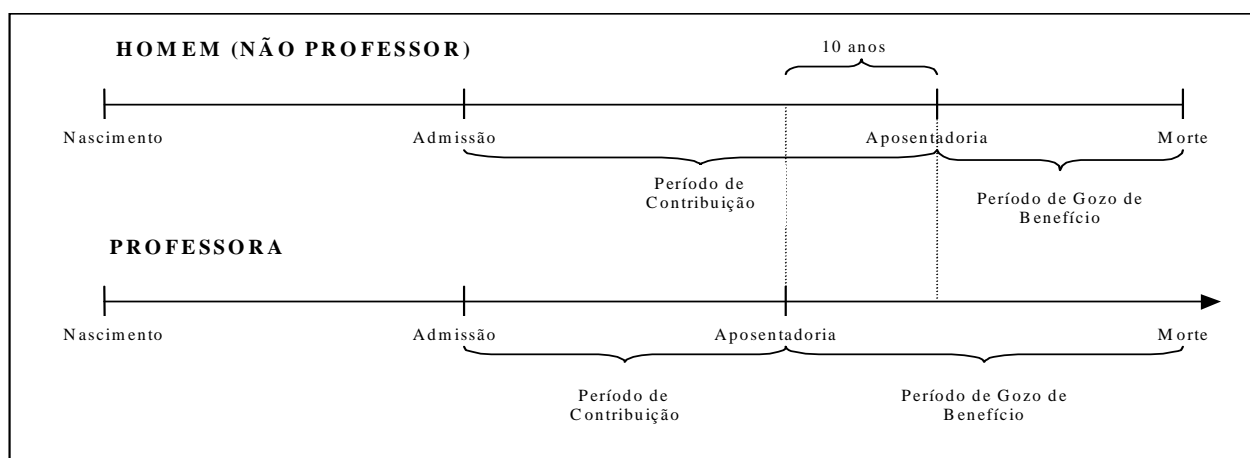 HOMEM (NÃO PROFESSOR)
10 anos
Nascimento
Admissão
Aposentadoria
Morte
Período de
Contribuição
Período de Gozo de
Benefício
PROFESSORA
Nascimento
Admissão
Aposentadoria
Morte
Período de
Contribuição
Período de Gozo de
Benefício